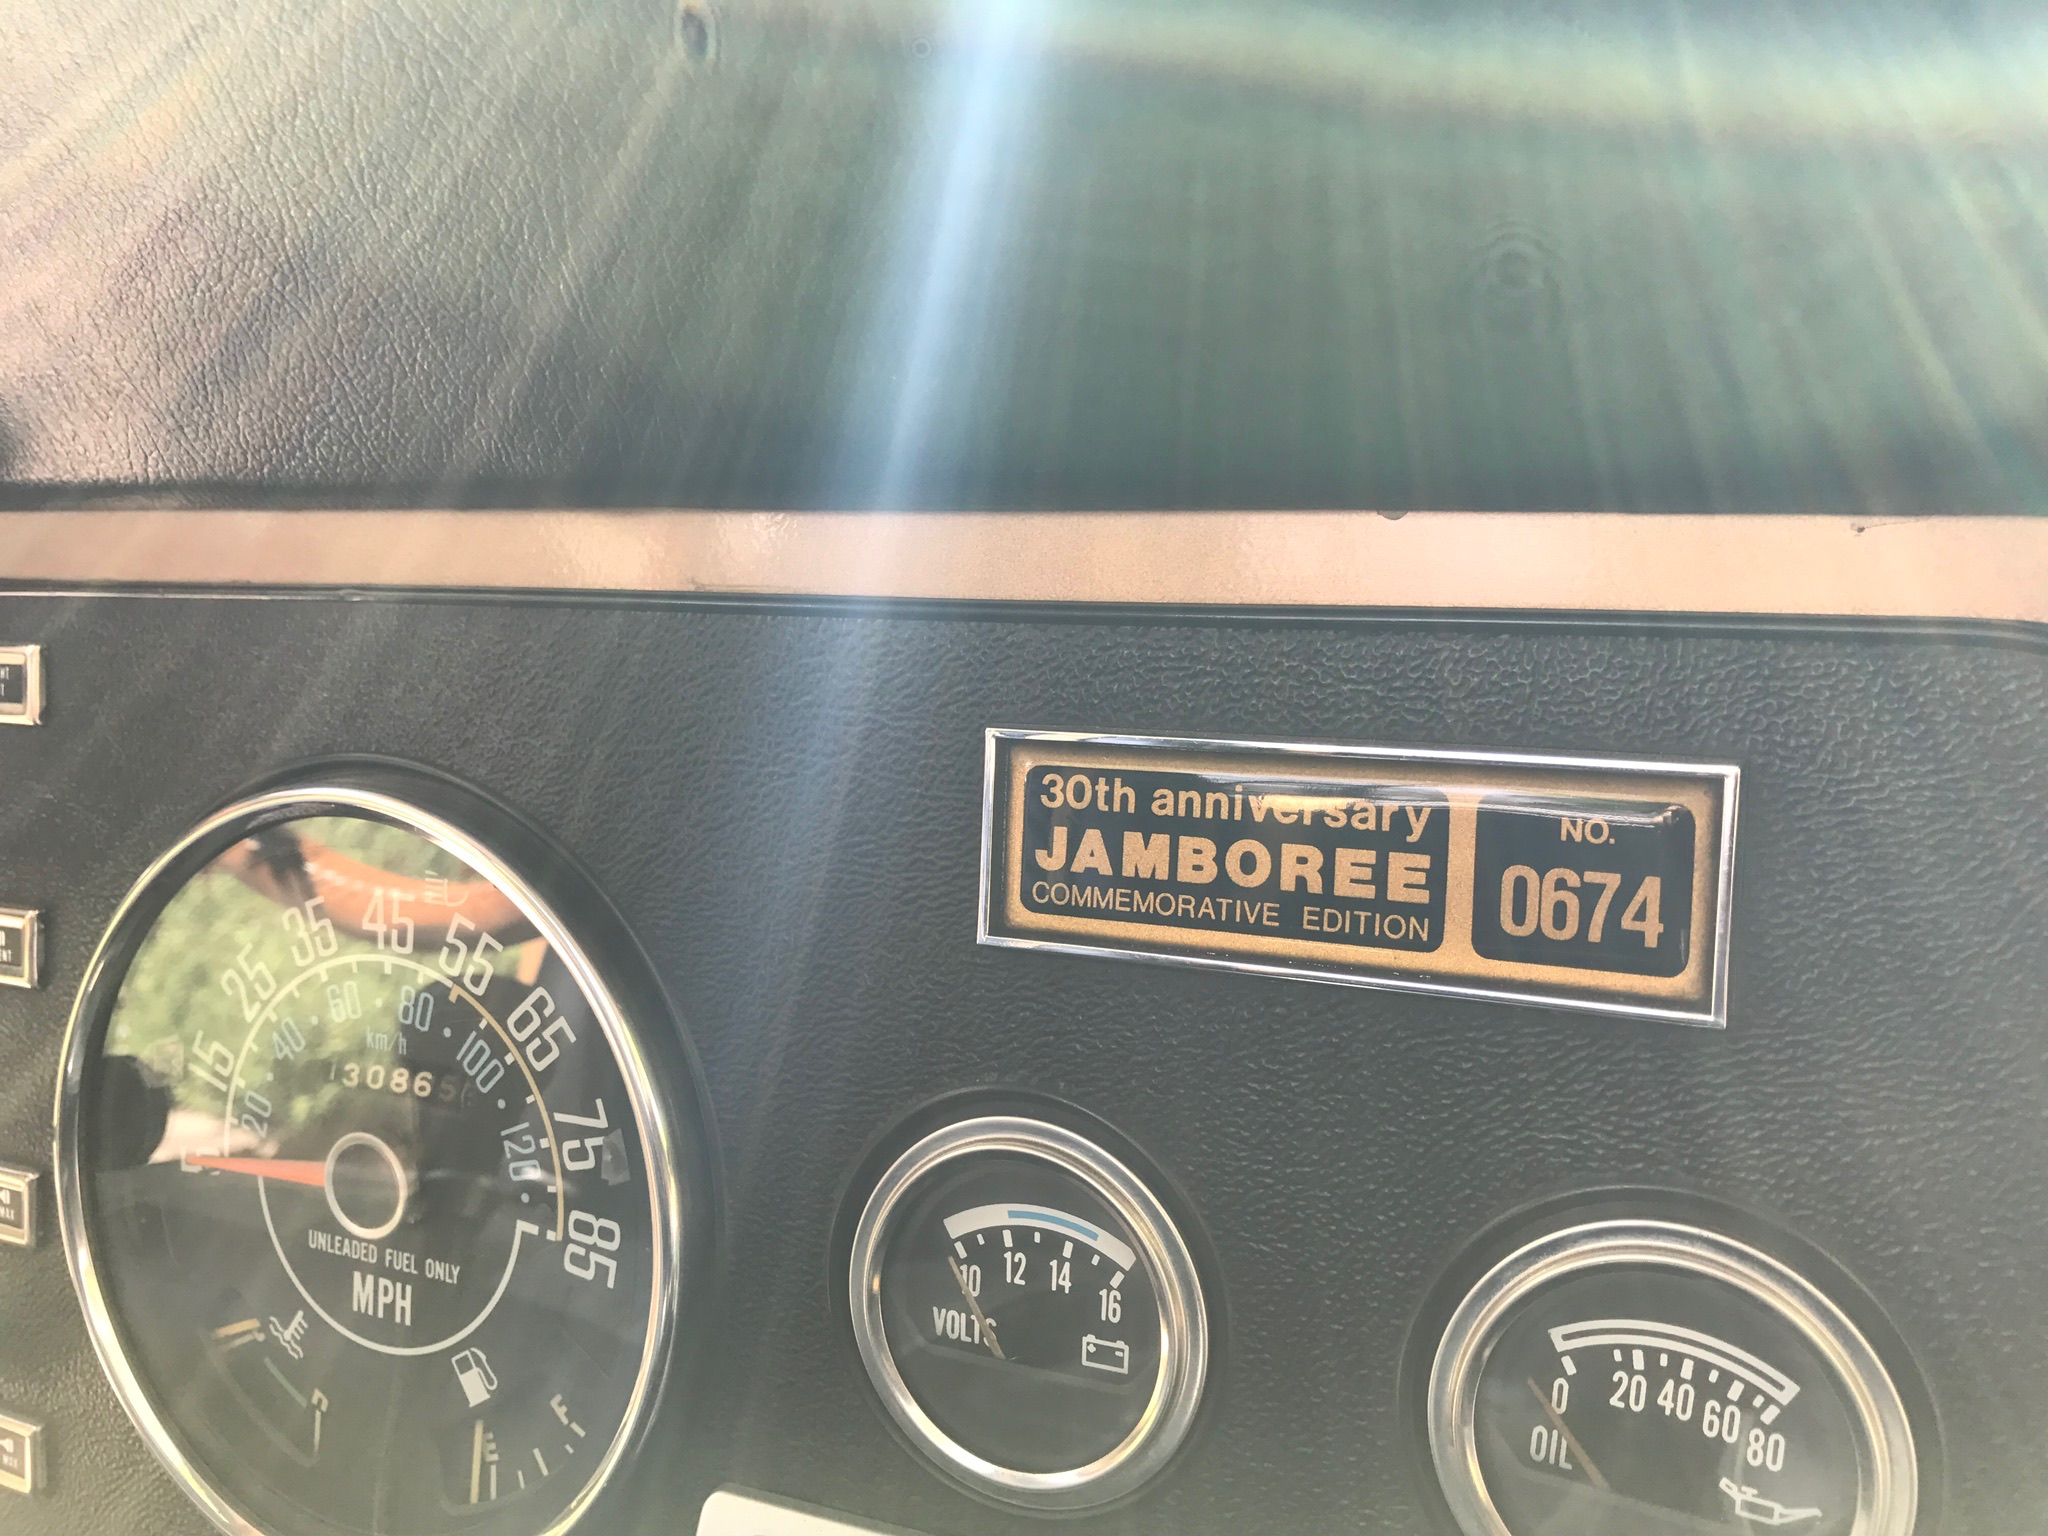 30th anniversary
JAMBOREE
COMMEMORATIVE EDITION
NO.
0674
15 25 35 45 55 65 75 85
20 40 60 80 100 120
km/h
UNLEADED FUEL ONLY
MPH
E F
10 12 14 16
VOLTS
0 20 40 60 80
OIL